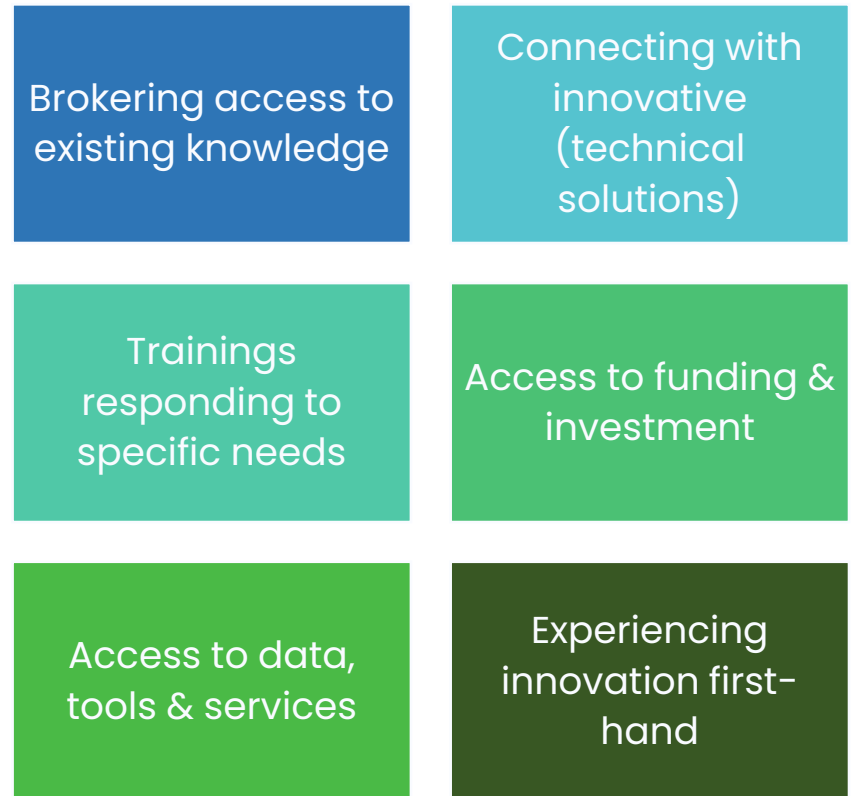 Brokering access to
existing knowledge
Connecting with
innovative
(technical
solutions)
Trainings
responding to
specific needs
Access to funding &
investment
Access to data,
tools & services
Experiencing
innovation first-
hand